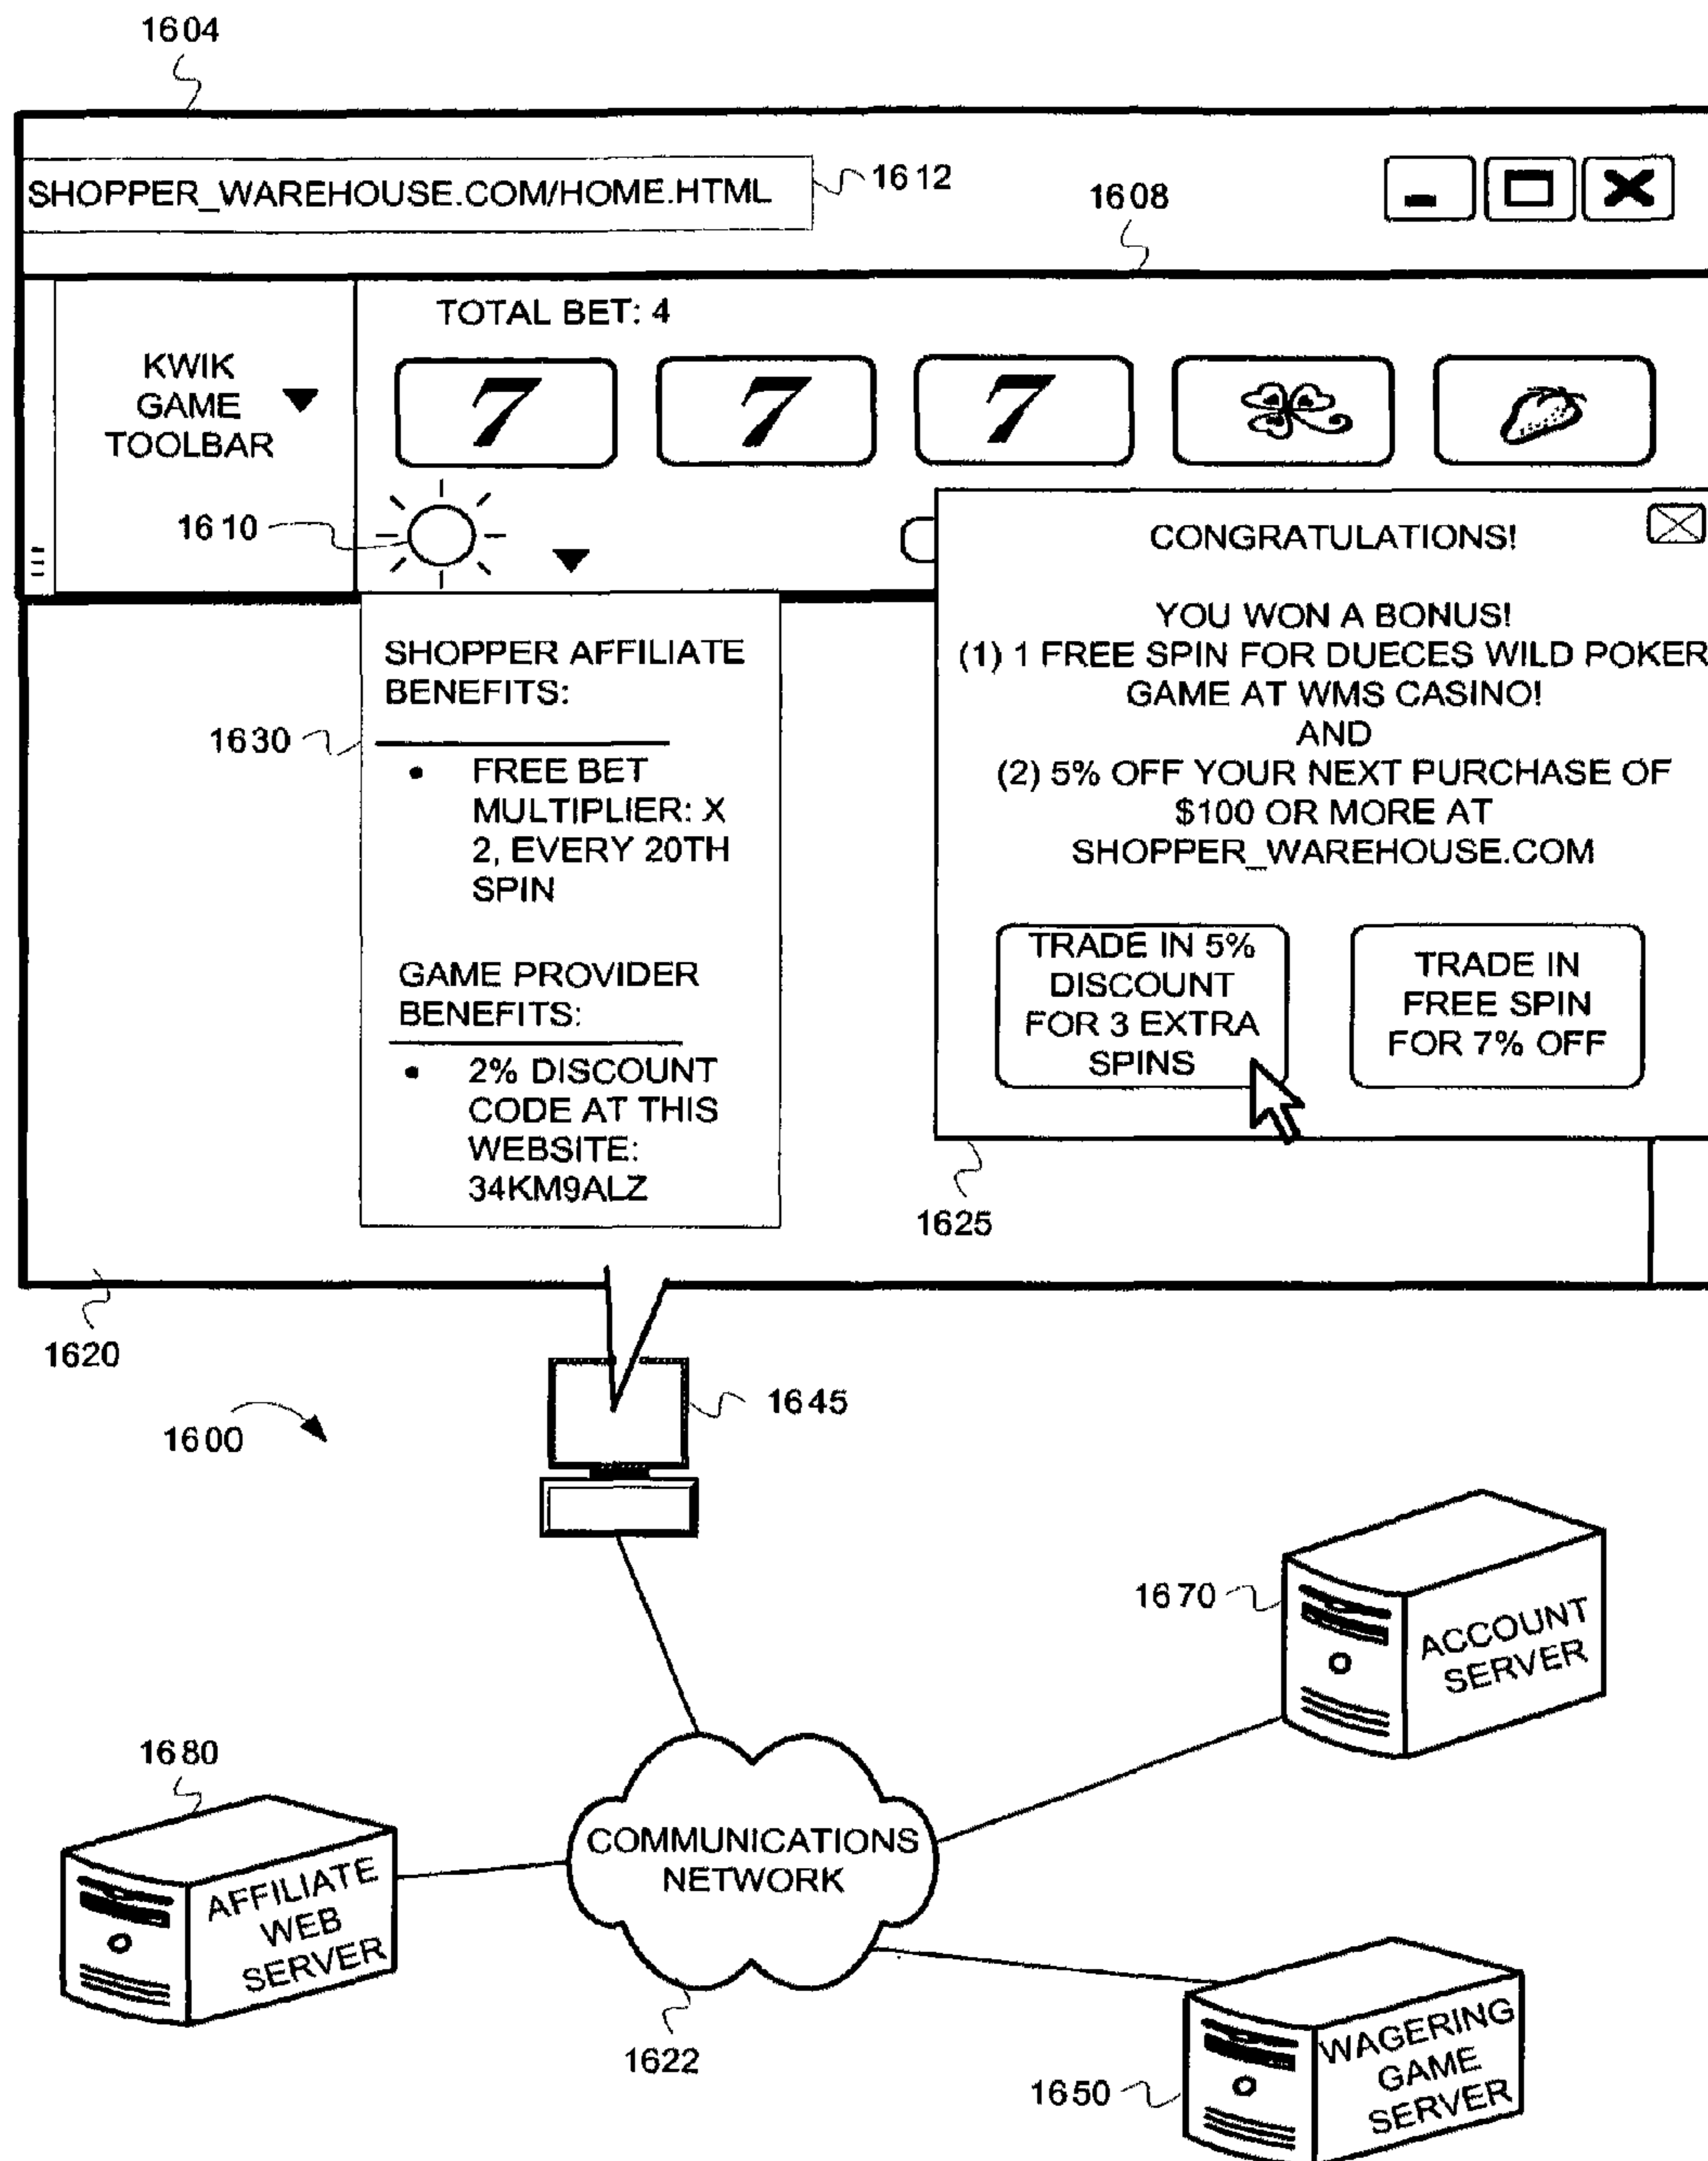 1604
SHOPPER_WAREHOUSE.COM/HOME.HTML
1612
1608
KWIK
GAME
TOOLBAR
TOTAL BET: 4
7 7 7
1610
CONGRATULATIONS!
YOU WON A BONUS!
(1) 1 FREE SPIN FOR DUECES WILD POKER
GAME AT WMS CASINO!
AND
(2) 5% OFF YOUR NEXT PURCHASE OF
$100 OR MORE AT
SHOPPER_WAREHOUSE.COM
TRADE IN 5%
DISCOUNT
FOR 3 EXTRA
SPINS
TRADE IN
FREE SPIN
FOR 7% OFF
1625
SHOPPER AFFILIATE
BENEFITS:
1630
• FREE BET
MULTIPLIER: X
2, EVERY 20TH
SPIN
GAME PROVIDER
BENEFITS:
• 2% DISCOUNT
CODE AT THIS
WEBSITE:
34KM9ALZ
1620
1645
1600
1670
ACCOUNT
SERVER
1680
AFFILIATE
WEB
SERVER
COMMUNICATIONS
NETWORK
1622
1650
WAGERING
GAME
SERVER